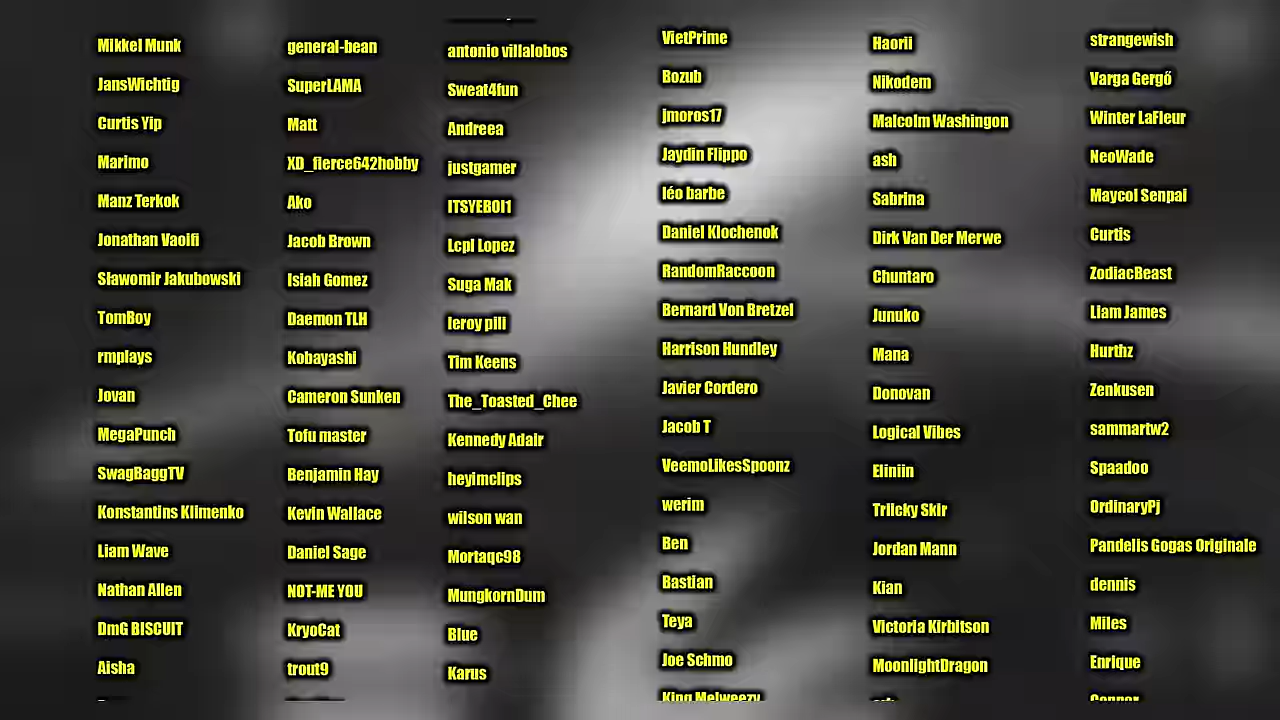 Mikkel Munk
JansWichtig
Curtis Yip
Marimo
Manz Terkok
Jonathan Vaoifi
Sławomir Jakubowski
TomBoy
rmplays
Jovan
MegaPunch
SwagBaggTV
Konstantins Klimenko
Liam Wave
Nathan Allen
DmG BISCUIT
Aisha
general-bean
SuperLAMA
Matt
XD_fierce642hobby
Ako
Jacob Brown
Isiah Gomez
Daemon TLH
Kobayashi
Cameron Sunken
Tofu master
Benjamin Hay
Kevin Wallace
Daniel Sage
NOT-ME YOU
KryoCat
trout9
antonio villalobos
Sweat4fun
Andreea
justgamer
ITSYEBOI1
Lcpl Lopez
Suga Mak
leroy pili
Tim Keens
The_Toasted_Chee
Kennedy Adair
heyimclips
wilson wan
Mortaqc98
MungkornDum
Blue
Karus
VietPrime
Bozub
jmoros17
Jaydin Flippo
léo barbe
Daniel Klochenok
RandomRaccoon
Bernard Von Bretzel
Harrison Hundley
Javier Cordero
Jacob T
VeemoLikesSpoonz
werim
Ben
Bastian
Teya
Joe Schmo
King Melweezy
Haorii
Nikodem
Malcolm Washingon
ash
Sabrina
Dirk Van Der Merwe
Chuntaro
Junuko
Mana
Donovan
Logical Vibes
Eliniin
Trilcky Skir
Jordan Mann
Kian
Victoria Kirbitson
MoonlightDragon
strangewish
Varga Gergő
Winter LaFleur
NeoWade
Maycol Senpai
Curtis
ZodiacBeast
Liam James
Hurthz
Zenkusen
sammartw2
Spaadoo
OrdinaryPj
Pandelis Gogas Originale
dennis
Miles
Enrique